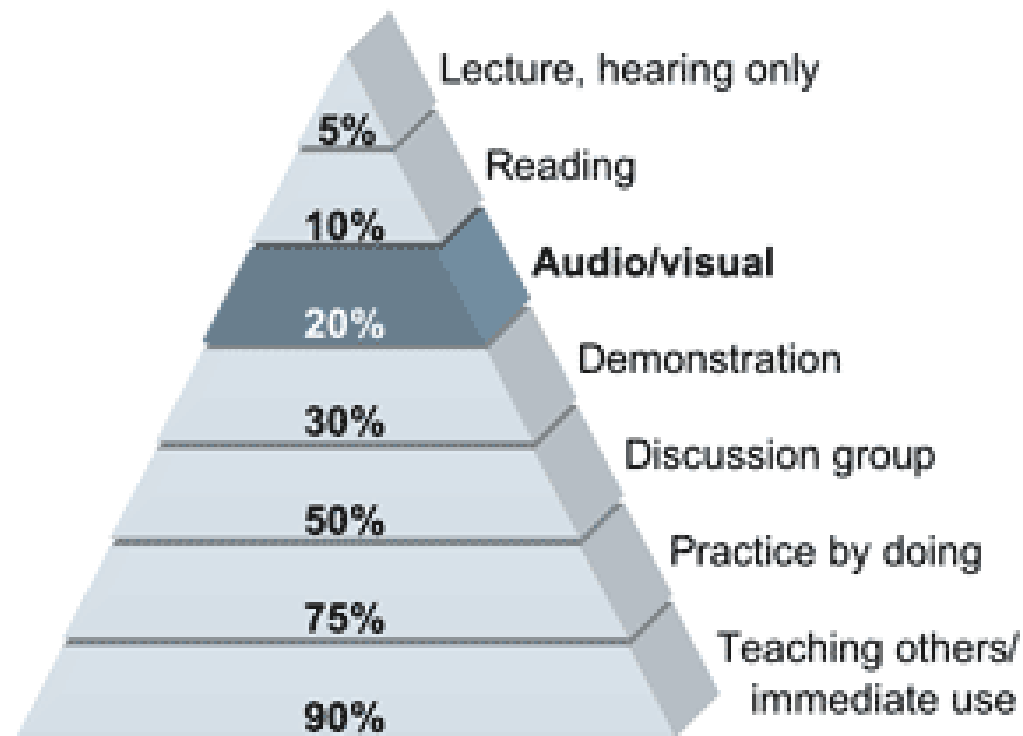 Lecture, hearing only
5%
Reading
10%
Audio/visual
20%
Demonstration
30%
Discussion group
50%
Practice by doing
75%
Teaching others/
immediate use
90%